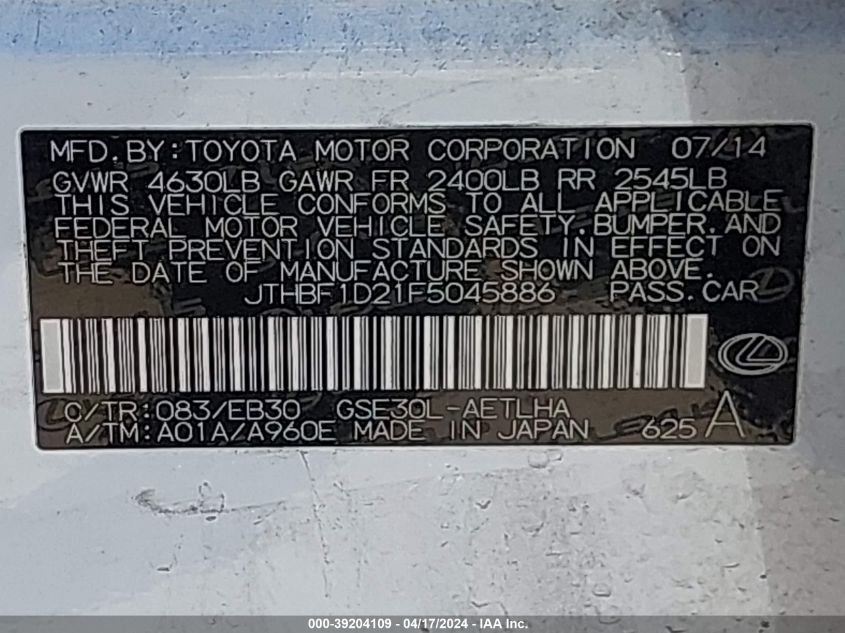 MFD. BY: TOYOTA MOTOR CORPORATION 07/14
GVWR 4630LB GAWR FR 2400LB RR 2545LB
THIS VEHICLE CONFORMS TO ALL APPLICABLE
FEDERAL MOTOR VEHICLE SAFETY, BUMPER, AND
THEFT PREVENTION STANDARDS IN EFFECT ON
THE DATE OF MANUFACTURE SHOWN ABOVE.
JTHBF1D21F5045886 PASS. CAR
C/TR: 083/EB30 GSE30L-AETLHA
A/TM: A01A/A960E MADE IN JAPAN 625 A
000-39204109 - 04/17/2024 - IAA Inc.